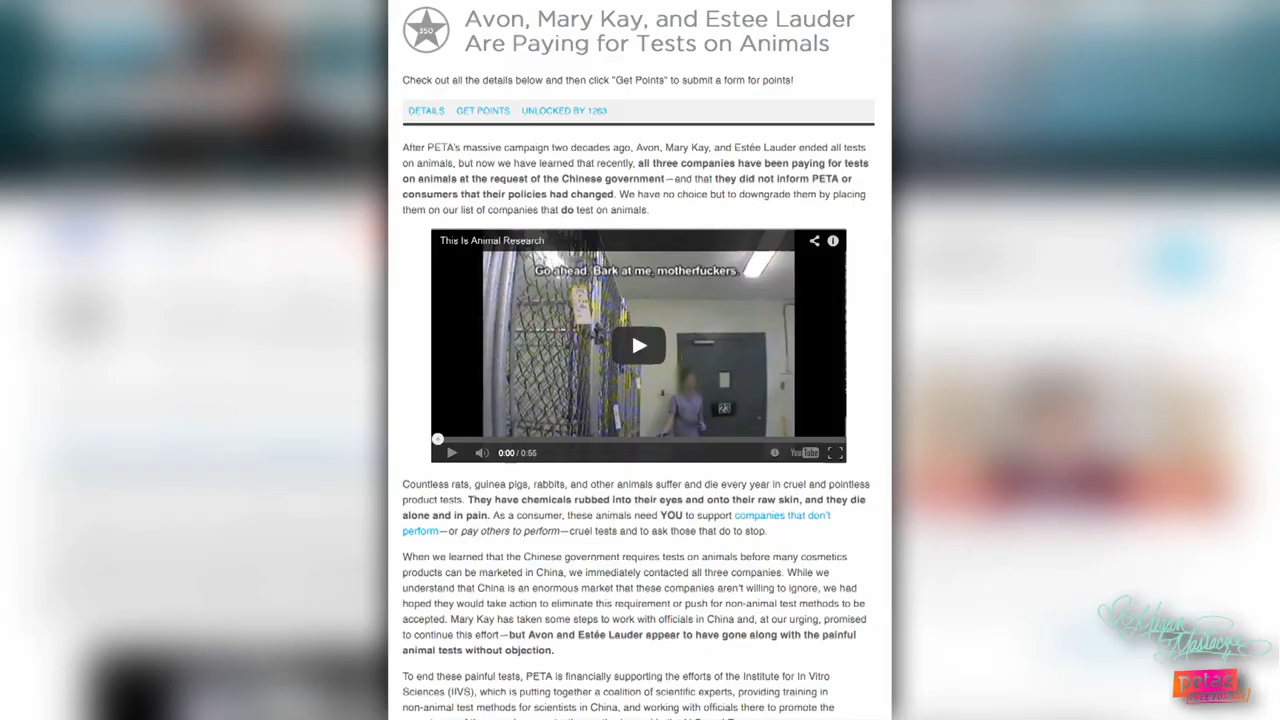 350
Avon, Mary Kay, and Estee Lauder
Are Paying for Tests on Animals
Check out all the details below and then click "Get Points" to submit a form for points!
DETAILS GET POINTS UNLOCKED BY 1263
After PETA's massive campaign two decades ago, Avon, Mary Kay, and Estée Lauder ended all tests
on animals, but now we have learned that recently, all three companies have been paying for tests
on animals at the request of the Chinese government—and that they did not inform PETA or
consumers that their policies had changed. We have no choice but to downgrade them by placing
them on our list of companies that do test on animals.
This Is Animal Research
Go ahead. Bark at me, motherfuckers.
23
0:00 / 0:55
YouTube
Countless rats, guinea pigs, rabbits, and other animals suffer and die every year in cruel and pointless
product tests. They have chemicals rubbed into their eyes and onto their raw skin, and they die
alone and in pain. As a consumer, these animals need YOU to support companies that don't
perform—or pay others to perform—cruel tests and to ask those that do to stop.
When we learned that the Chinese government requires tests on animals before many cosmetics
products can be marketed in China, we immediately contacted all three companies. While we
understand that China is an enormous market that these companies aren't willing to ignore, we had
hoped they would take action to eliminate this requirement or push for non-animal test methods to be
accepted. Mary Kay has taken some steps to work with officials in China and, at our urging, promised
to continue this effort—but Avon and Estée Lauder appear to have gone along with the painful
animal tests without objection.
To end these painful tests, PETA is financially supporting the efforts of the Institute for In Vitro
Sciences (IIVS), which is putting together a coalition of scientific experts, providing training in
non-animal test methods for scientists in China, and working with officials there to promote the
Megan
Massacre
peta2